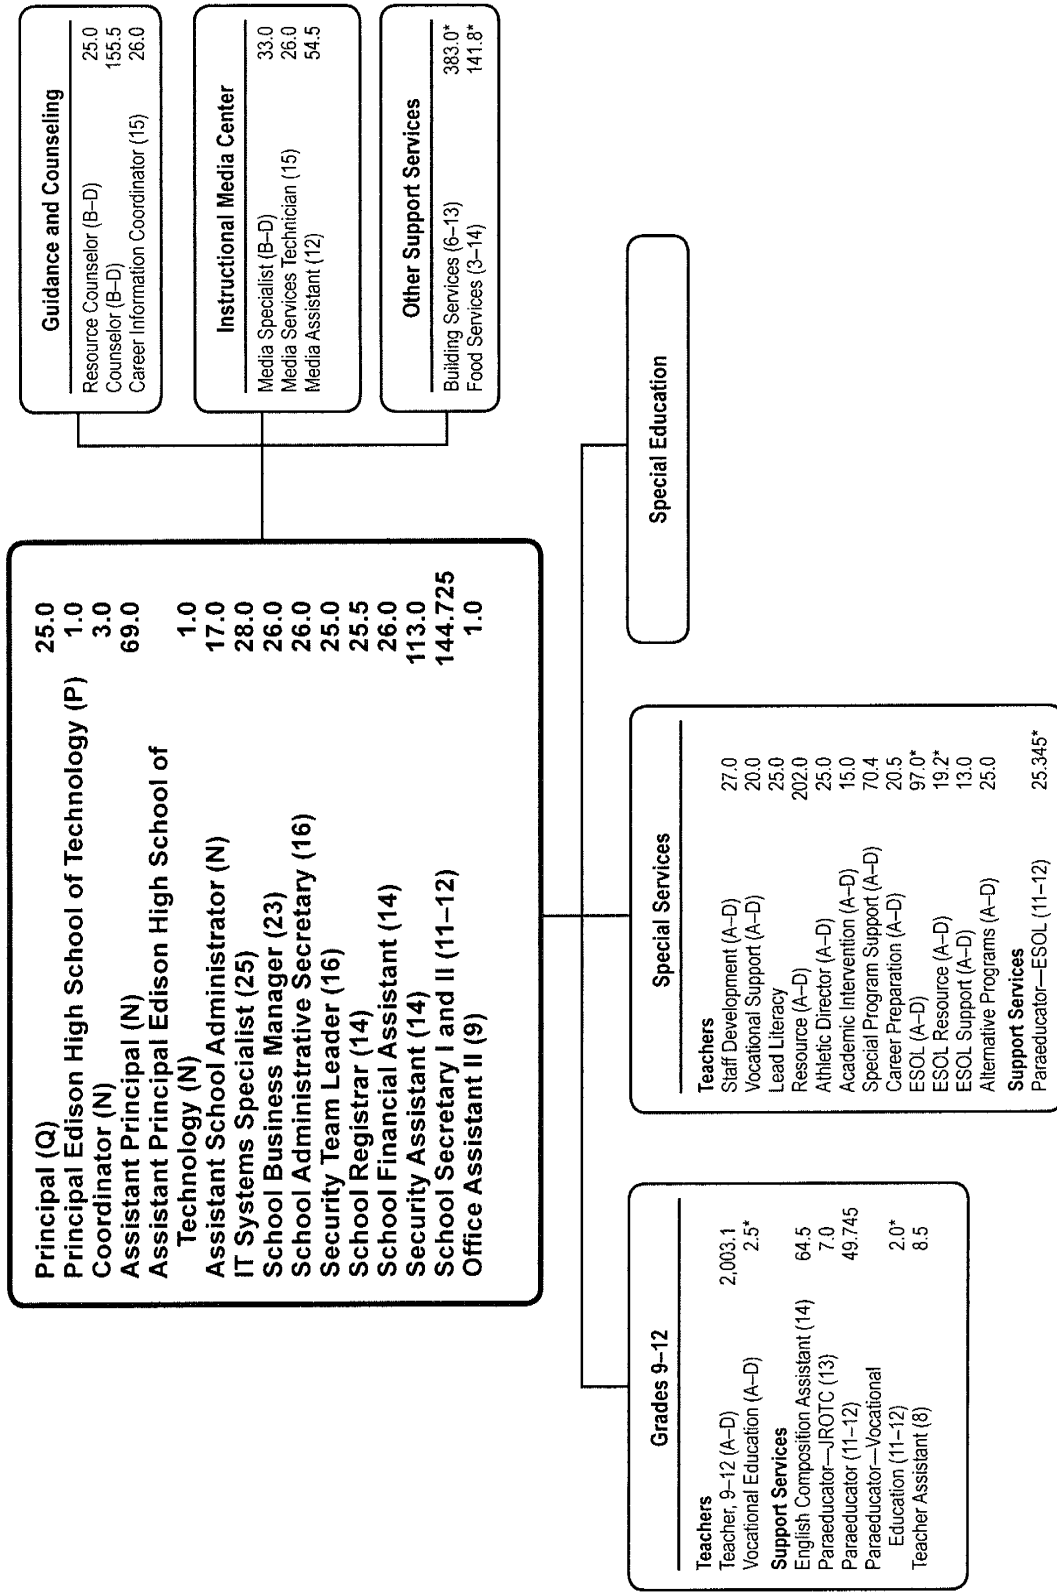 Principal (Q) 25.0
Principal Edison High School of Technology (P) 1.0
Coordinator (N) 3.0
Assistant Principal (N) 69.0
Assistant Principal Edison High School of
Technology (N) 1.0
Assistant School Administrator (N) 17.0
IT Systems Specialist (25) 28.0
School Business Manager (23) 26.0
School Administrative Secretary (16) 26.0
Security Team Leader (16) 25.0
School Registrar (14) 25.5
School Financial Assistant (14) 26.0
Security Assistant (14) 113.0
School Secretary I and II (11–12) 144.725
Office Assistant II (9) 1.0
Guidance and Counseling
Resource Counselor (B–D) 25.0
Counselor (B–D) 155.5
Career Information Coordinator (15) 26.0
Instructional Media Center
Media Specialist (B–D) 33.0
Media Services Technician (15) 26.0
Media Assistant (12) 54.5
Other Support Services
Building Services (6–13) 383.0*
Food Services (3–14) 141.8*
Grades 9–12
Teachers
Teacher, 9–12 (A–D) 2,003.1
Vocational Education (A–D) 2.5*
Support Services
English Composition Assistant (14) 64.5
Paraeducator—JROTC (13) 7.0
Paraeducator (11–12) 49.745
Paraeducator—Vocational
Education (11–12) 2.0*
Teacher Assistant (8) 8.5
Special Services
Teachers
Staff Development (A–D) 27.0
Vocational Support (A–D) 20.0
Lead Literacy 25.0
Resource (A–D) 202.0
Athletic Director (A–D) 25.0
Academic Intervention (A–D) 15.0
Special Program Support (A–D) 70.4
Career Preparation (A–D) 20.5
ESOL (A–D) 97.0*
ESOL Resource (A–D) 19.2*
ESOL Support (A–D) 13.0
Alternative Programs (A–D) 25.0
Support Services
Paraeducator—ESOL (11–12) 25.345*
Special Education